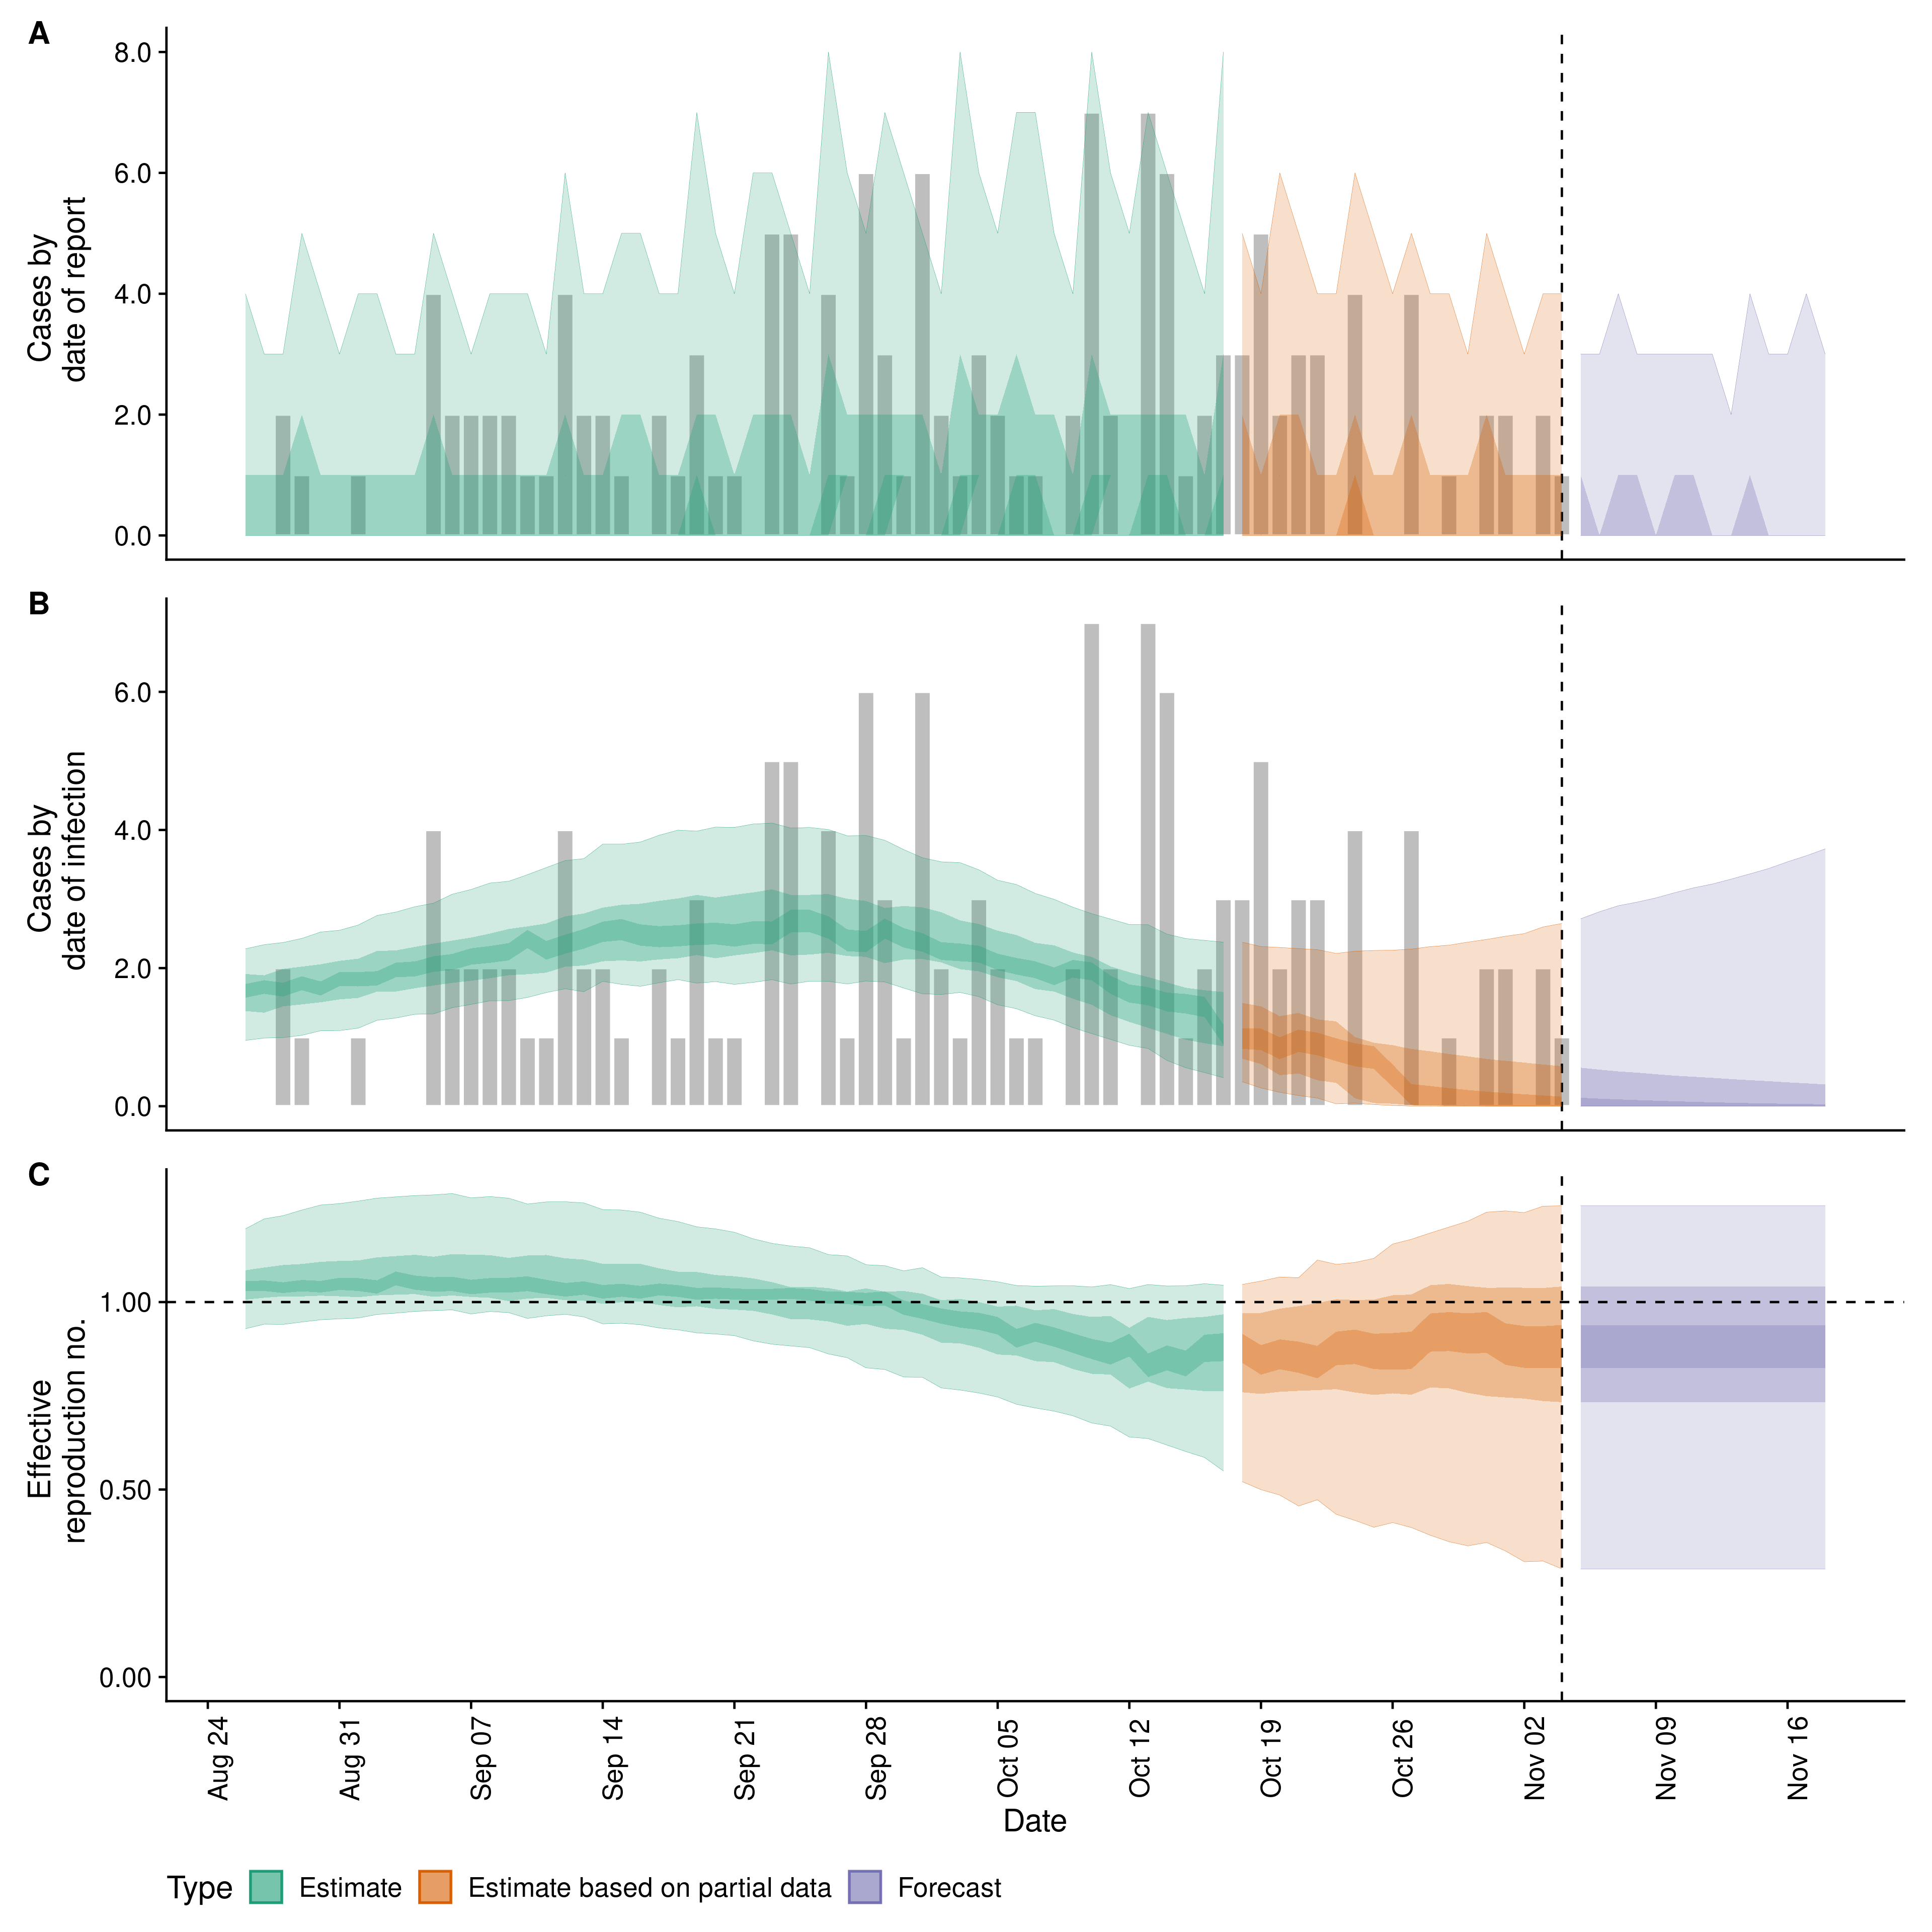 A
8.0
6.0
4.0
2.0
0.0
Cases by
date of report
B
6.0
4.0
2.0
0.0
Cases by
date of infection
C
1.00
0.50
0.00
Effective
reproduction no.
Aug 24
Aug 31
Sep 07
Sep 14
Sep 21
Sep 28
Oct 05
Oct 12
Oct 19
Oct 26
Nov 02
Nov 09
Nov 16
Date
Type Estimate Estimate based on partial data Forecast